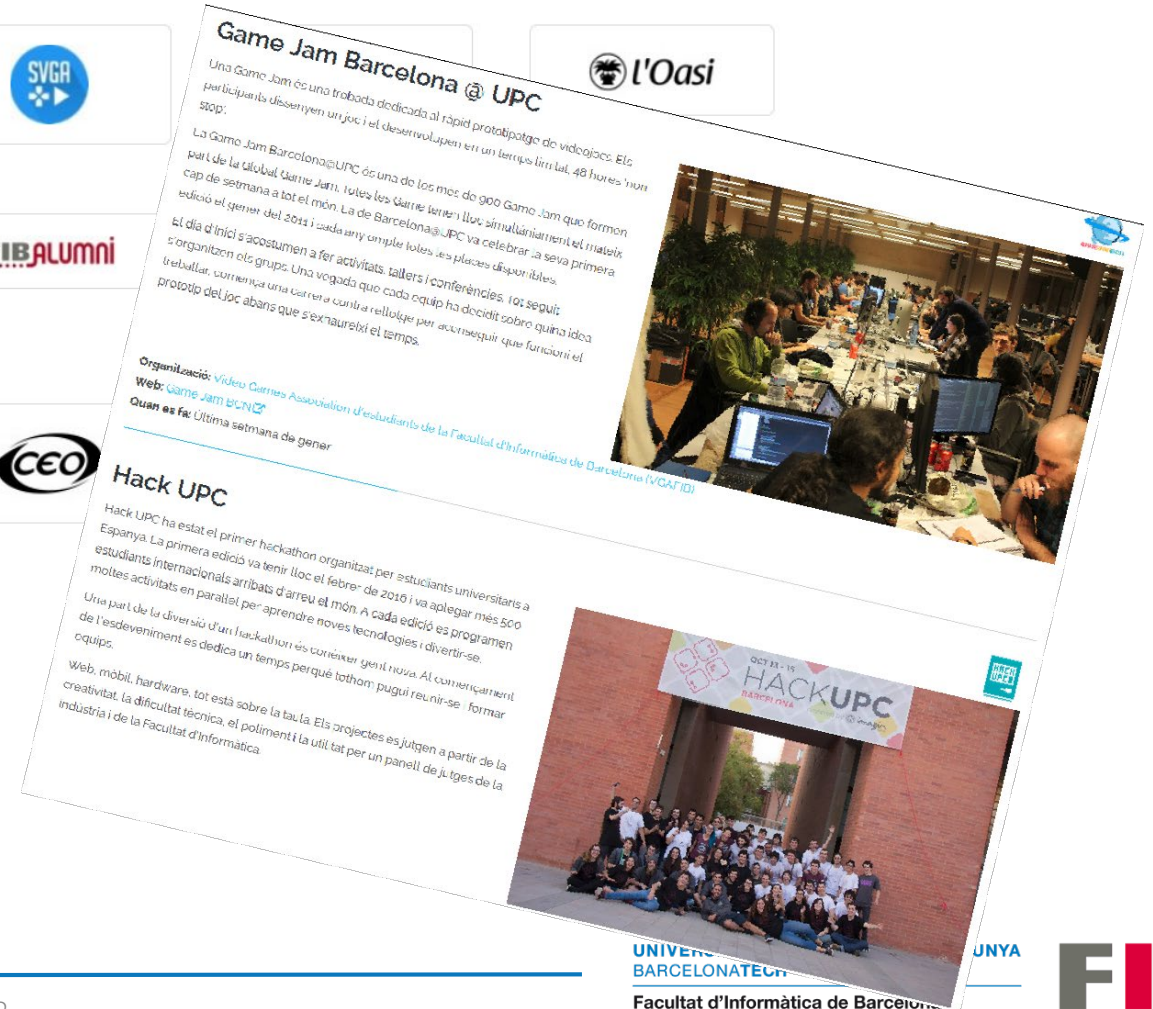 SVGA
l'Oasi
IBALUMNI
CEO
Game Jam Barcelona @ UPC
Una Game Jam és una trobada dedicada al ràpid prototipatge de videojocs. Els
participants dissenyen un joc i el desenvolupen en un temps limitat, 48 hores 'non
stop'.
La Game Jam Barcelona@UPC és una de les més de 900 Game Jam que formen
part de la Global Game Jam. Totes les Game tenen lloc simultàniament el mateix
cap de setmana a tot el món. La de Barcelona@UPC va celebrar la seva primera
edició el gener del 2011 i cada any omple totes les places disponibles.
El dia d'inici s'acostumen a fer activitats, tallers i conferències. Tot seguit
s'organitzen els grups. Una vegada que cada equip ha decidit sobre quina idea
treballar, comença una carrera contra rellotge per aconseguir que funcioni el
prototip del joc abans que s'exhaureixi el temps.
Organització: Video Games Association d'estudiants de la Facultat d'Informàtica de Barcelona (VGAFIB)
Web: Game Jam BCN
Quan es fa: Última setmana de gener
Hack UPC
Hack UPC ha estat el primer hackathon organitzat per estudiants universitaris a
Espanya. La primera edició va tenir lloc el febrer de 2016 i va aplegar més 500
estudiants internacionals arribats d'arreu el món. A cada edició es programen
moltes activitats en paral·lel per aprendre noves tecnologies i divertir-se.
Una part de la diversió d'un hackathon és conèixer gent nova. Al començament
de l'esdeveniment es dedica un temps perquè tothom pugui reunir-se i formar
equips.
Web, mòbil, hardware, tot està sobre la taula. Els projectes es jutgen a partir de la
creativitat, la dificultat tècnica, el poliment i la utilitat per un panell de jutges de la
indústria i de la Facultat d'Informàtica.
OCT 13 - 15
HACKUPC
BARCELONA
HACK
UPC
UNIVERS UNYA
BARCELONATECH
Facultat d'Informàtica de Barcelona
FI